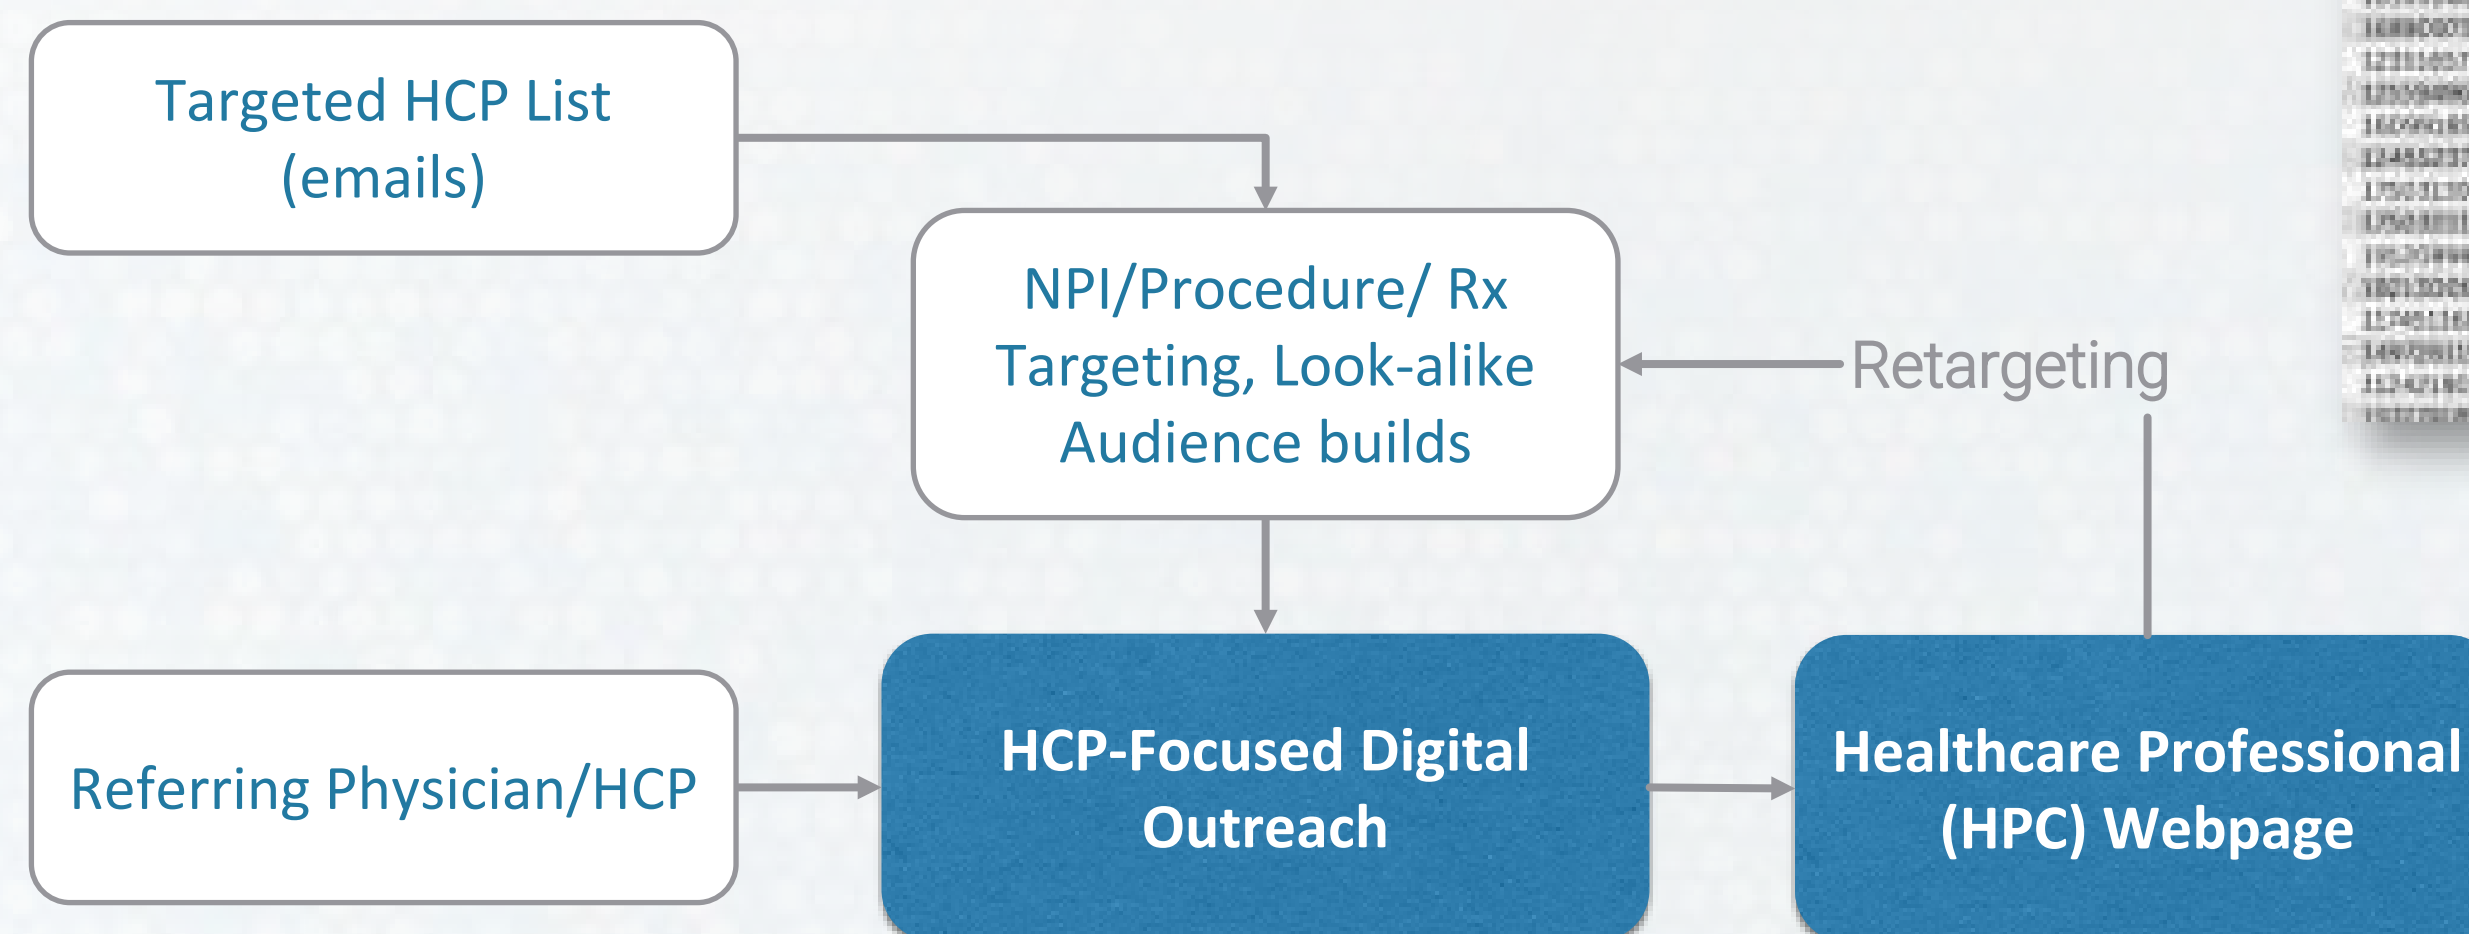 Targeted HCP List
(emails)
NPI/Procedure/ Rx
Targeting, Look-alike
Audience builds
Retargeting
Referring Physician/HCP
HCP-Focused Digital
Outreach
Healthcare Professional
(HPC) Webpage